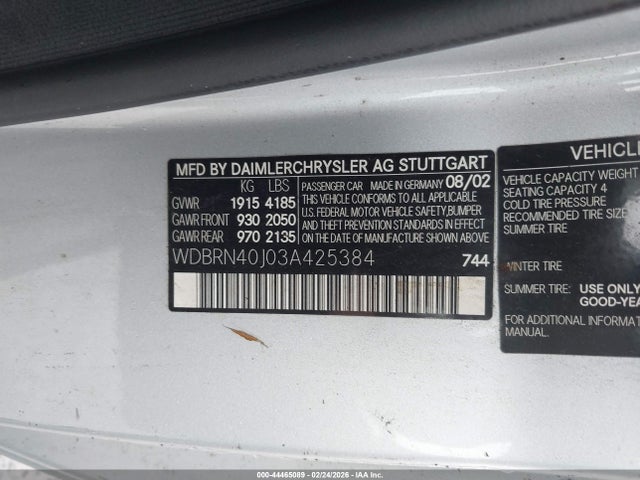 MFD BY DAIMLERCHRYSLER AG STUTTGART
KG LBS
GVWR 1915 4185
GAWR FRONT 930 2050
GAWR REAR 970 2135
PASSENGER CAR MADE IN GERMANY 08/02
THIS VEHICLE CONFORMS TO ALL APPLICABLE
U.S. FEDERAL MOTOR VEHICLE SAFETY, BUMPER
AND THEFT PREVENTION STANDARDS IN EFFECT
ON THE DATE OF MANUFACTURE SHOWN ABOVE
WDBRN40J03A425384 744
VEHICLE
VEHICLE CAPACITY WEIGHT
SEATING CAPACITY 4
COLD TIRE PRESSURE
RECOMMENDED TIRE SIZE
SUMMER TIRE
WINTER TIRE
SUMMER TIRE: USE ONLY
GOOD-YEA
FOR ADDITIONAL INFORMAT
MANUAL.
000-44465089 - 02/24/2026 - COPYRIGHT IAA